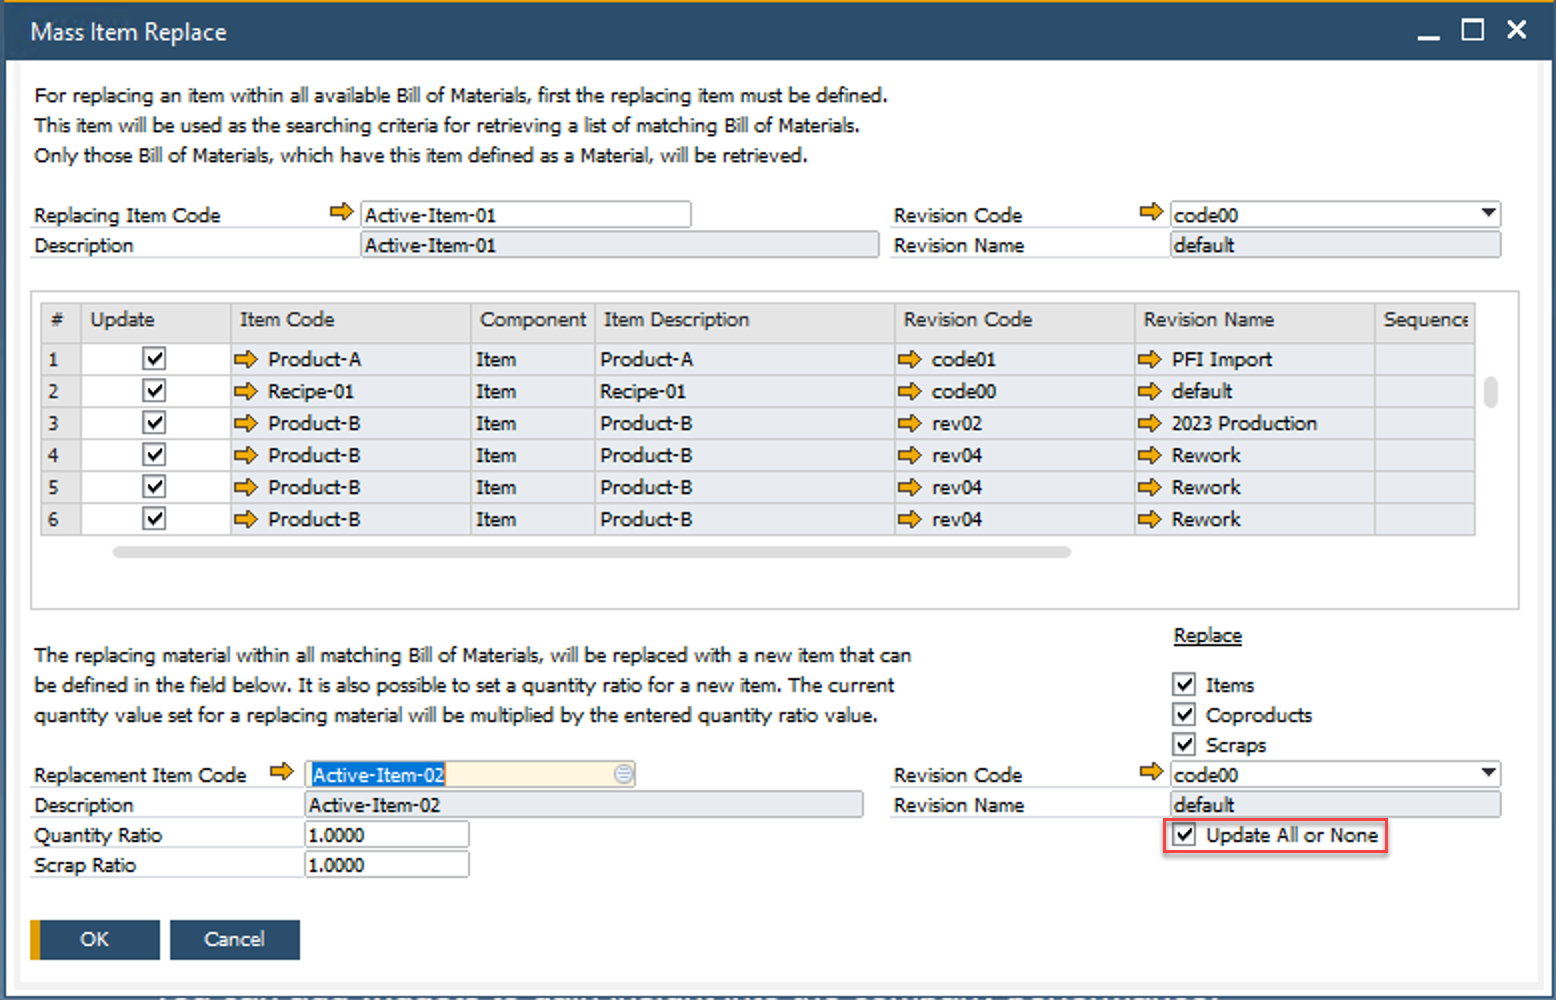 Mass Item Replace
For replacing an item within all available Bill of Materials, first the replacing item must be defined.
This item will be used as the searching criteria for retrieving a list of matching Bill of Materials.
Only those Bill of Materials, which have this item defined as a Material, will be retrieved.
Replacing Item Code Active-Item-01 Revision Code code00
Description Active-Item-01 Revision Name default
# Update Item Code Component Item Description Revision Code Revision Name Sequence
1 Product-A Item Product-A code01 PFI Import
2 Recipe-01 Item Recipe-01 code00 default
3 Product-B Item Product-B rev02 2023 Production
4 Product-B Item Product-B rev04 Rework
5 Product-B Item Product-B rev04 Rework
6 Product-B Item Product-B rev04 Rework
Replace
The replacing material within all matching Bill of Materials, will be replaced with a new item that can
be defined in the field below. It is also possible to set a quantity ratio for a new item. The current
quantity value set for a replacing material will be multiplied by the entered quantity ratio value.
Items
Coproducts
Scraps
Replacement Item Code Active-Item-02 Revision Code code00
Description Active-Item-02 Revision Name default
Quantity Ratio 1.0000 Update All or None
Scrap Ratio 1.0000
OK Cancel